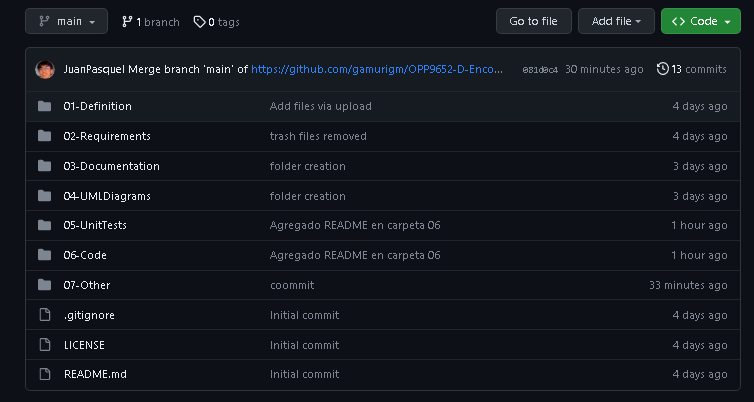 main 1 branch 0 tags Go to file Add file Code
JuanPasquel Merge branch 'main' of https://github.com/gamurigm/OPP9652-D-Enco... 081d0c4 30 minutes ago 13 commits
01-Definition Add files via upload 4 days ago
02-Requirements trash files removed 4 days ago
03-Documentation folder creation 3 days ago
04-UMLDiagrams folder creation 3 days ago
05-UnitTests Agregado README en carpeta 06 1 hour ago
06-Code Agregado README en carpeta 06 1 hour ago
07-Other coommit 33 minutes ago
.gitignore Initial commit 4 days ago
LICENSE Initial commit 4 days ago
README.md Initial commit 4 days ago